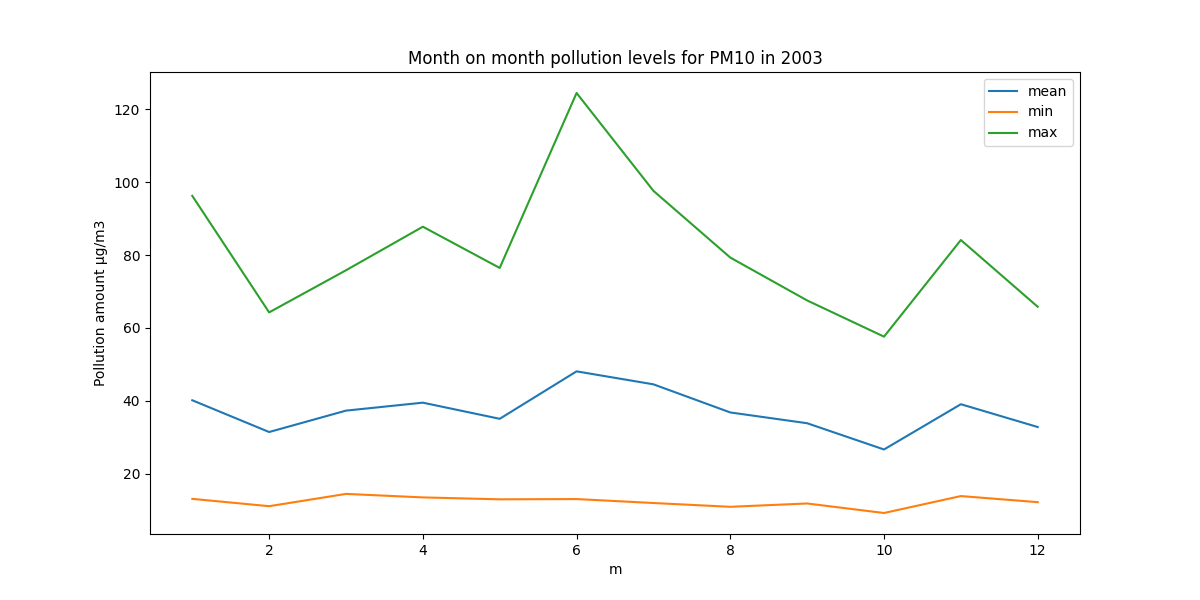 Month on month pollution levels for PM10 in 2003
mean
min
max
120
100
80
60
40
20
Pollution amount µg/m3
2 4 6 8 10 12
m